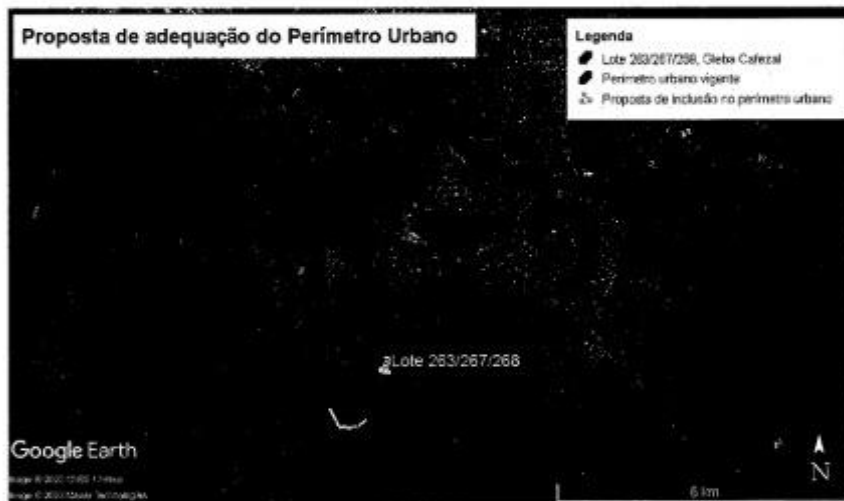 Proposta de adequação do Perímetro Urbano
Legenda
Lote 263/267/268, Gleba Cafezal
Perímetro urbano vigente
Proposta de inclusão no perímetro urbano
Lote 263/267/268
Google Earth
N
6 km